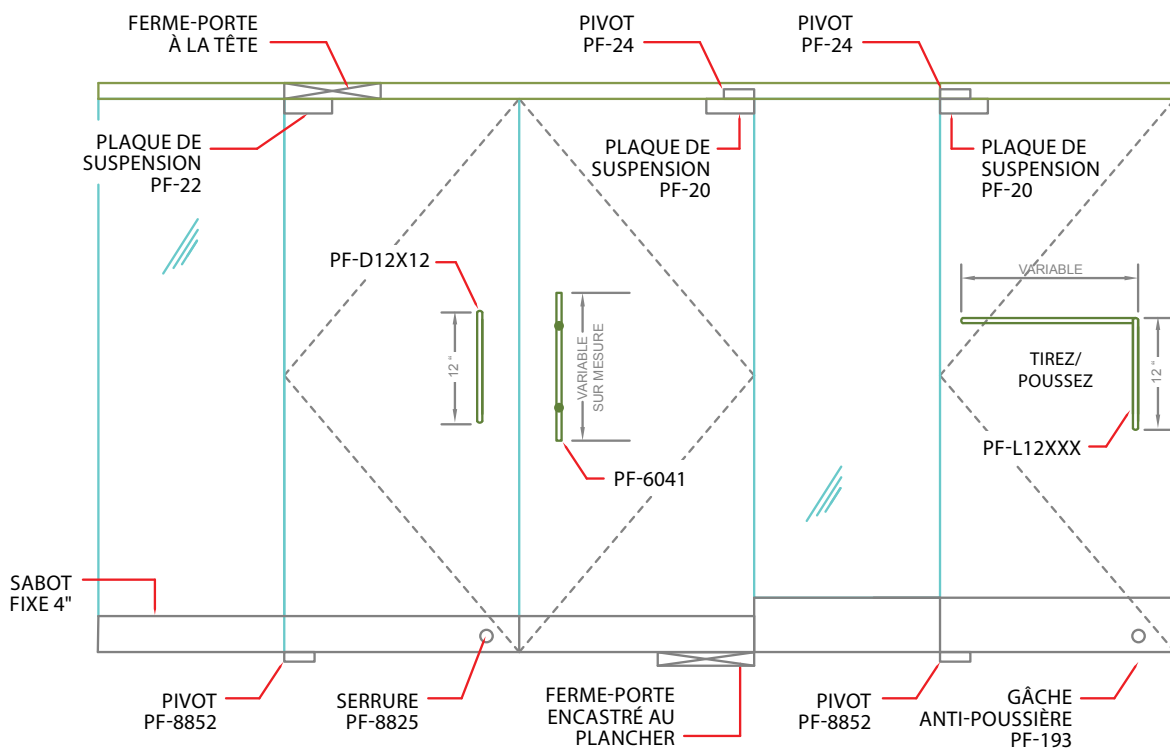 FERME-PORTE
À LA TÊTE
PIVOT
PF-24
PIVOT
PF-24
PLAQUE DE
SUSPENSION
PF-22
PLAQUE DE
SUSPENSION
PF-20
PLAQUE DE
SUSPENSION
PF-20
PF-D12X12
12 "
VARIABLE
SUR MESURE
PF-6041
VARIABLE
TIREZ/
POUSSEZ
12 "
PF-L12XXX
SABOT
FIXE 4"
PIVOT
PF-8852
SERRURE
PF-8825
FERME-PORTE
ENCASTRÉ AU
PLANCHER
PIVOT
PF-8852
GÂCHE
ANTI-POUSSIÈRE
PF-193